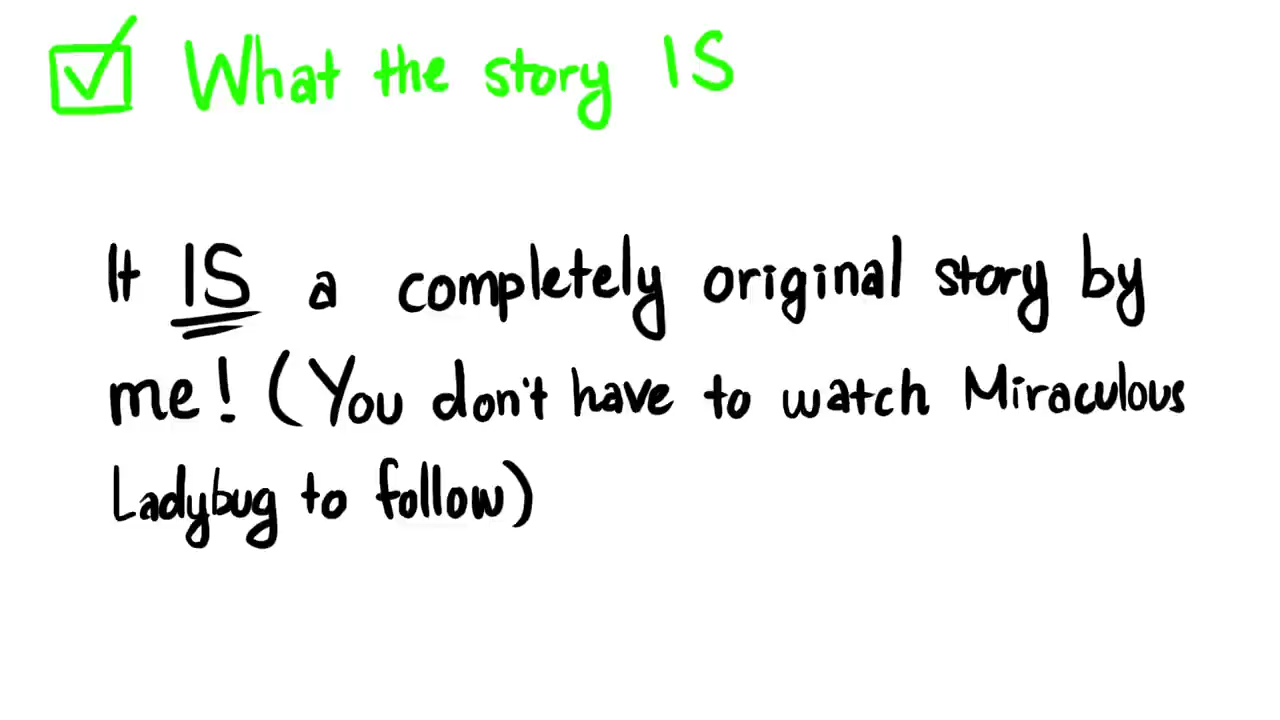 What the story IS
It IS a completely original story by
me! (You don't have to watch Miraculous
Ladybug to follow)